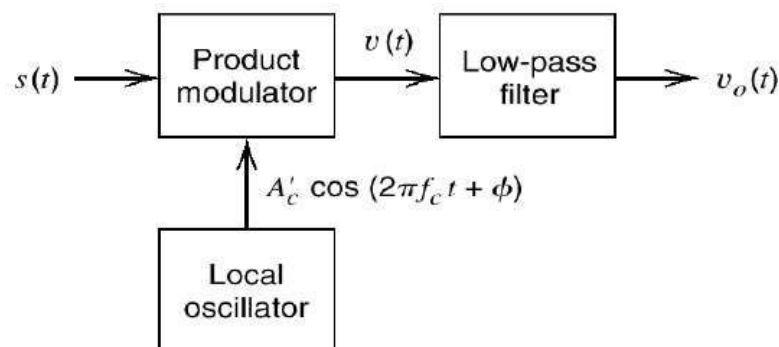 s(t)
Product
modulator
v(t)
Low-pass
filter
v_o(t)
A'_c cos (2πf_c t + φ)
Local
oscillator